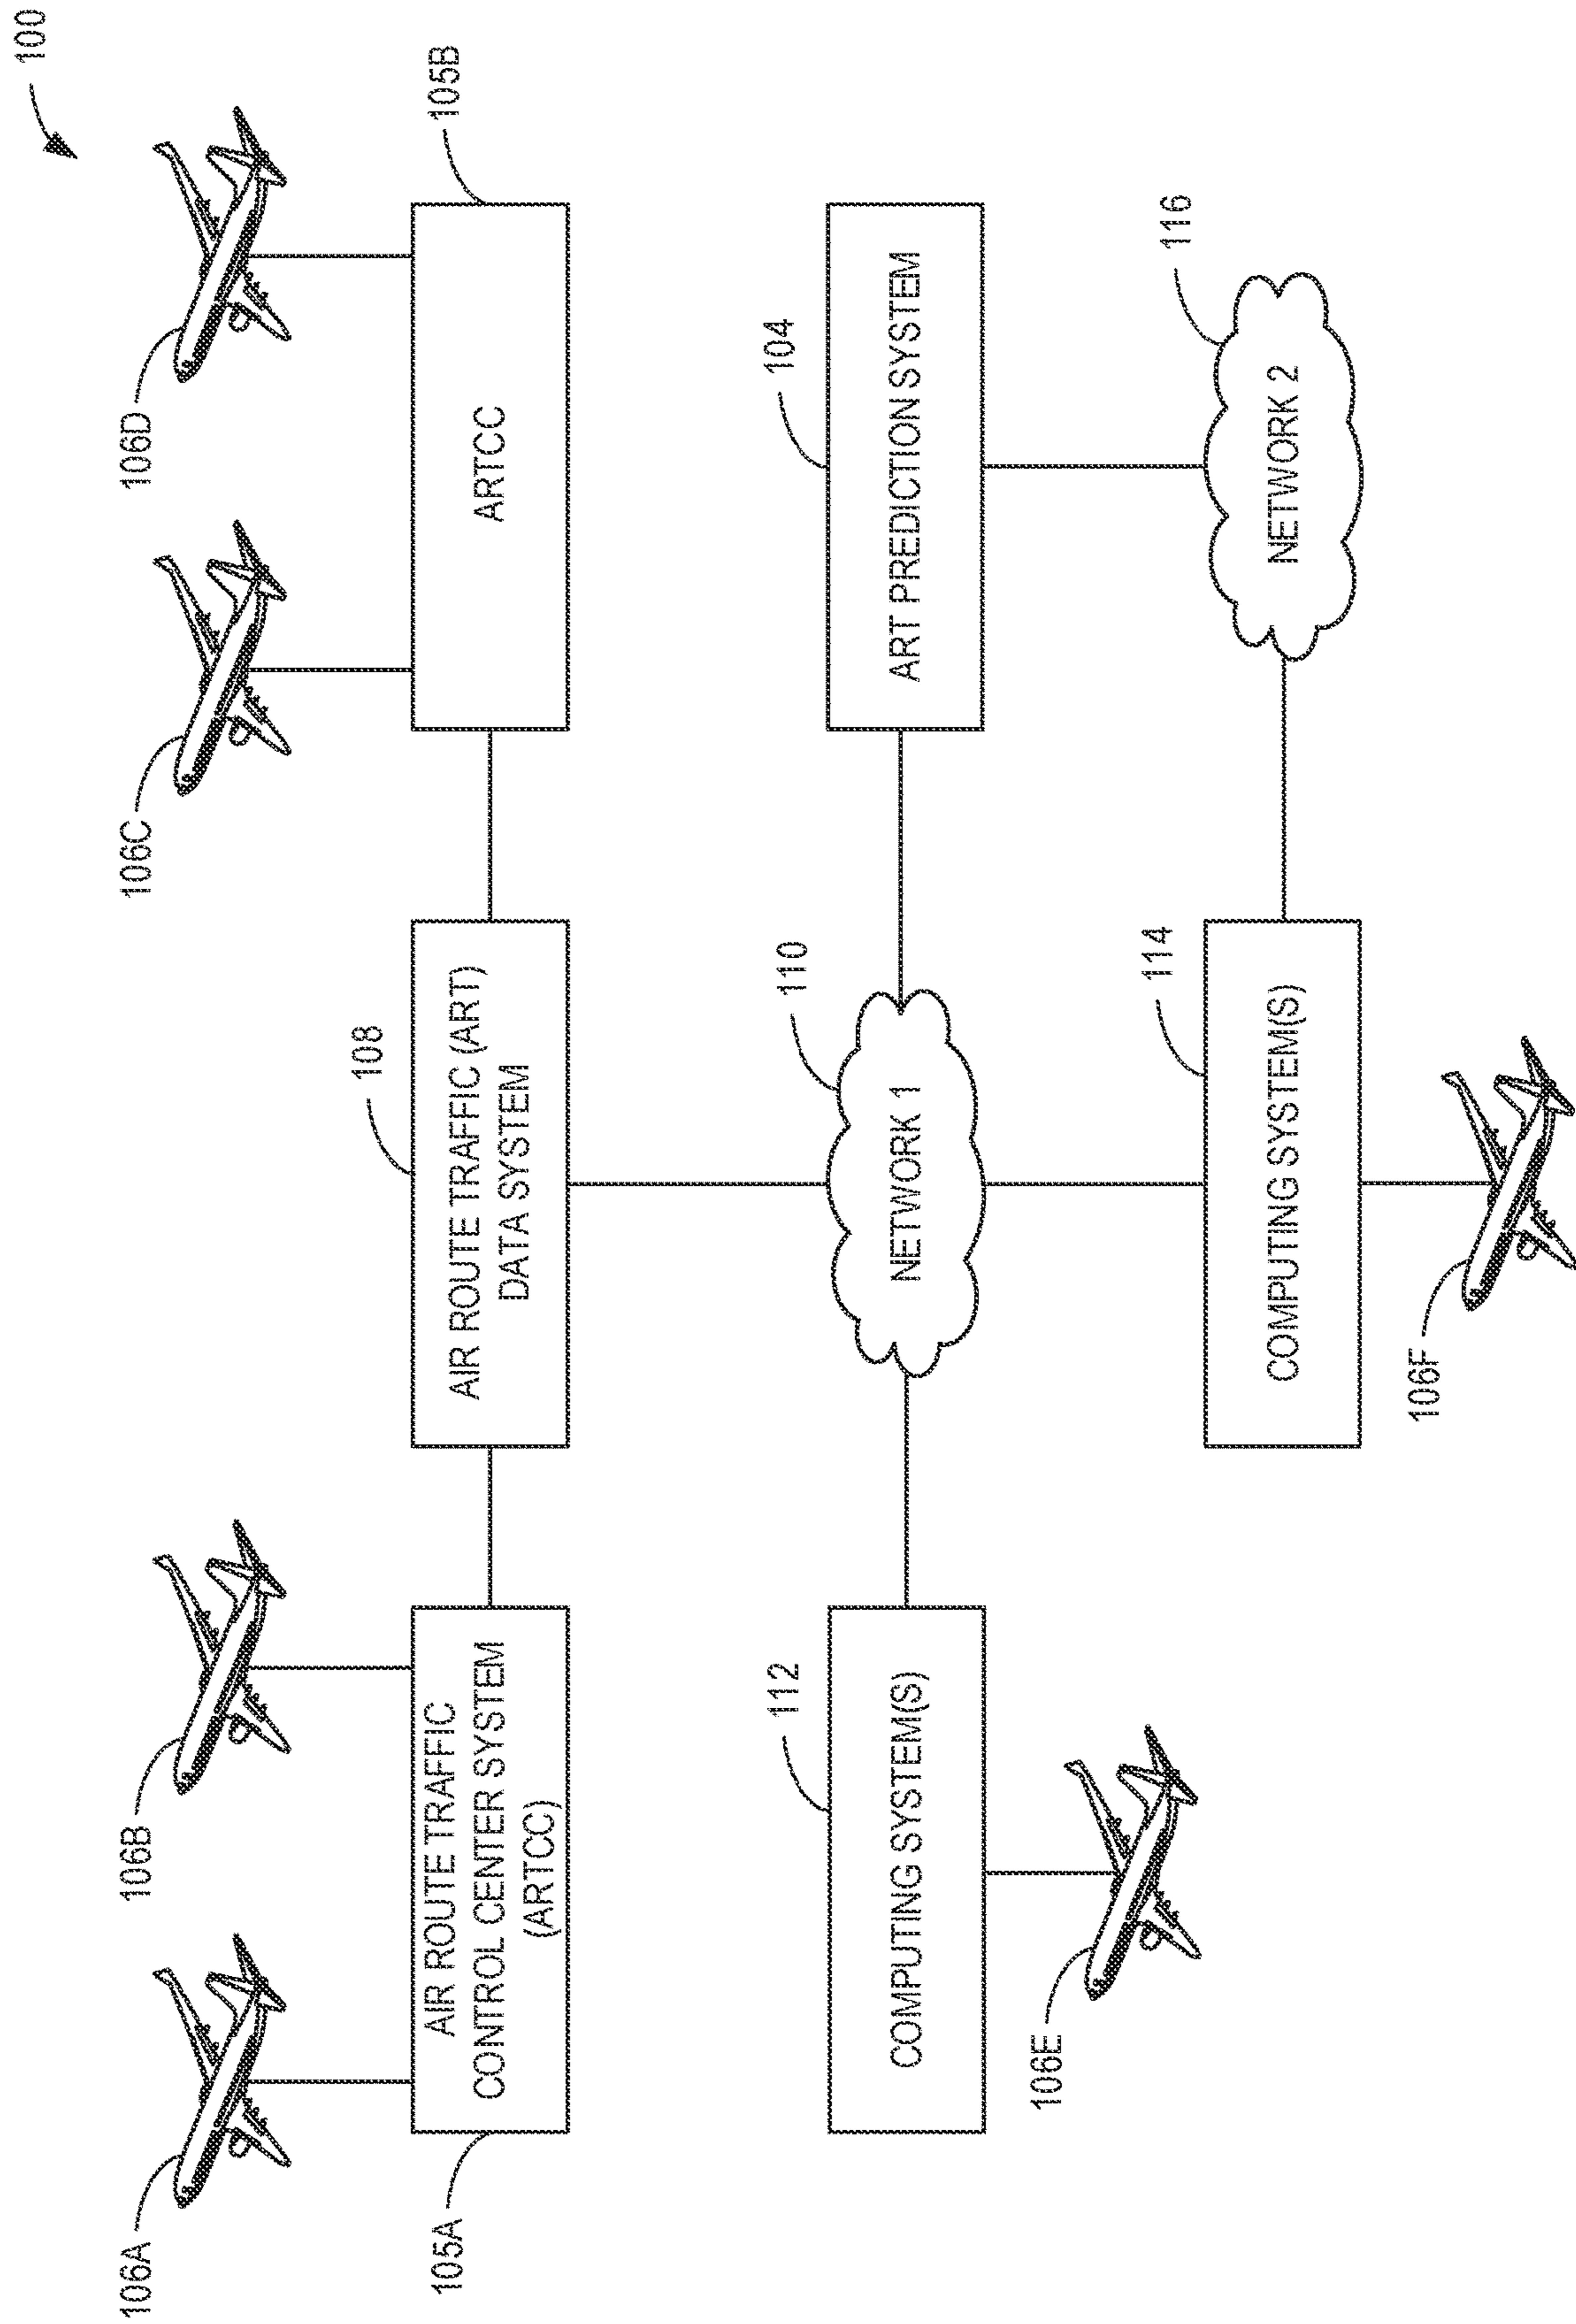 100
106A
106B
106C
106D
105A
AIR ROUTE TRAFFIC
CONTROL CENTER SYSTEM
(ARTCC)
108
AIR ROUTE TRAFFIC (ART)
DATA SYSTEM
ARTCC
105B
112
COMPUTING SYSTEM(S)
110
NETWORK 1
104
ART PREDICTION SYSTEM
106E
114
COMPUTING SYSTEM(S)
116
NETWORK 2
106F